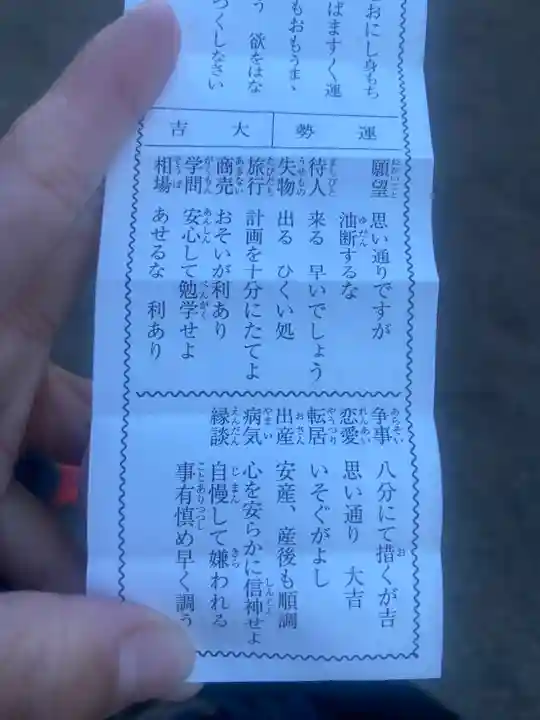 おにし身もち
ばますく運
もおもうまゝ
う 欲をはな
つくしなさい
運勢 大吉
願望 思い通りですが
油断するな
待人 来る 早いでしょう
失物 出る ひくい処
旅行 計画を十分にたてよ
商売 おそいが利あり
学問 安心して勉学せよ
相場 あせるな 利あり
争事 八分にて措くが吉
恋愛 思い通り 大吉
転居 いそぐがよし
出産 安産、産後も順調
病気 心を安らかに信神せよ
縁談 自慢して嫌われる
事有慎め早く調う